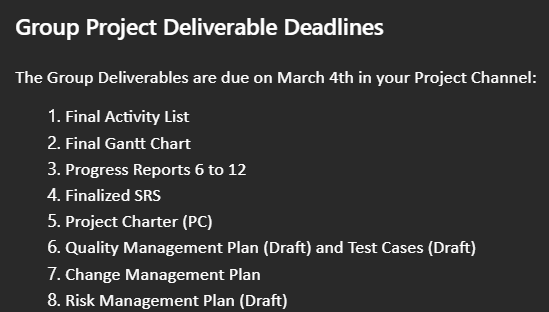 Group Project Deliverable Deadlines
The Group Deliverables are due on March 4th in your Project Channel:
1. Final Activity List
2. Final Gantt Chart
3. Progress Reports 6 to 12
4. Finalized SRS
5. Project Charter (PC)
6. Quality Management Plan (Draft) and Test Cases (Draft)
7. Change Management Plan
8. Risk Management Plan (Draft)